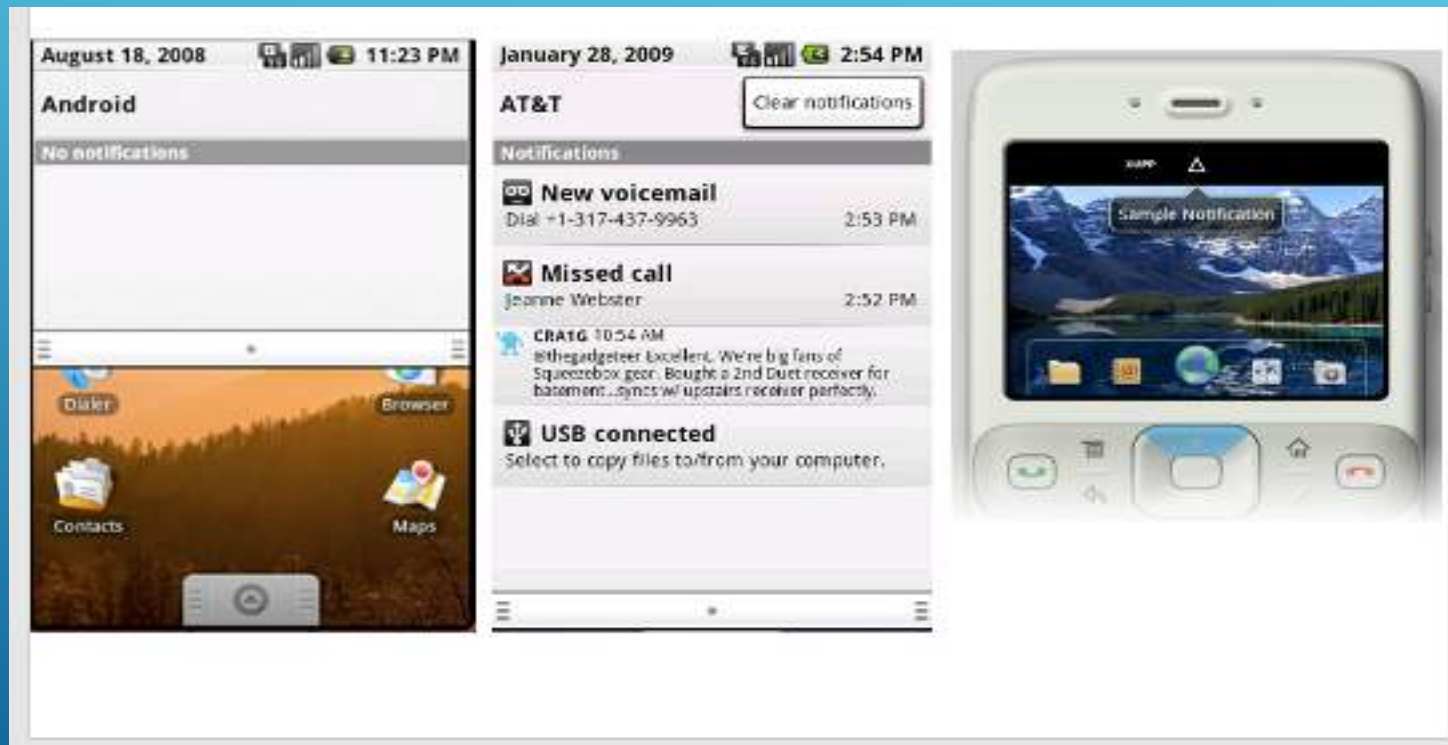 August 18, 2008 11:23 PM
Android
No notifications
Dialer Browser
Contacts Maps
January 28, 2009 2:54 PM
AT&T Clear notifications
Notifications
New voicemail
Dial +1-317-437-9963 2:53 PM
Missed call
Jeanne Webster 2:52 PM
CRA1G 10:54 AM
@thegadgeteer Excellent. We're big fans of
Squeezebox gear. Bought a 2nd Duet receiver for
basement...syncs w/ upstairs receiver perfectly.
USB connected
Select to copy files to/from your computer.
Sample Notification